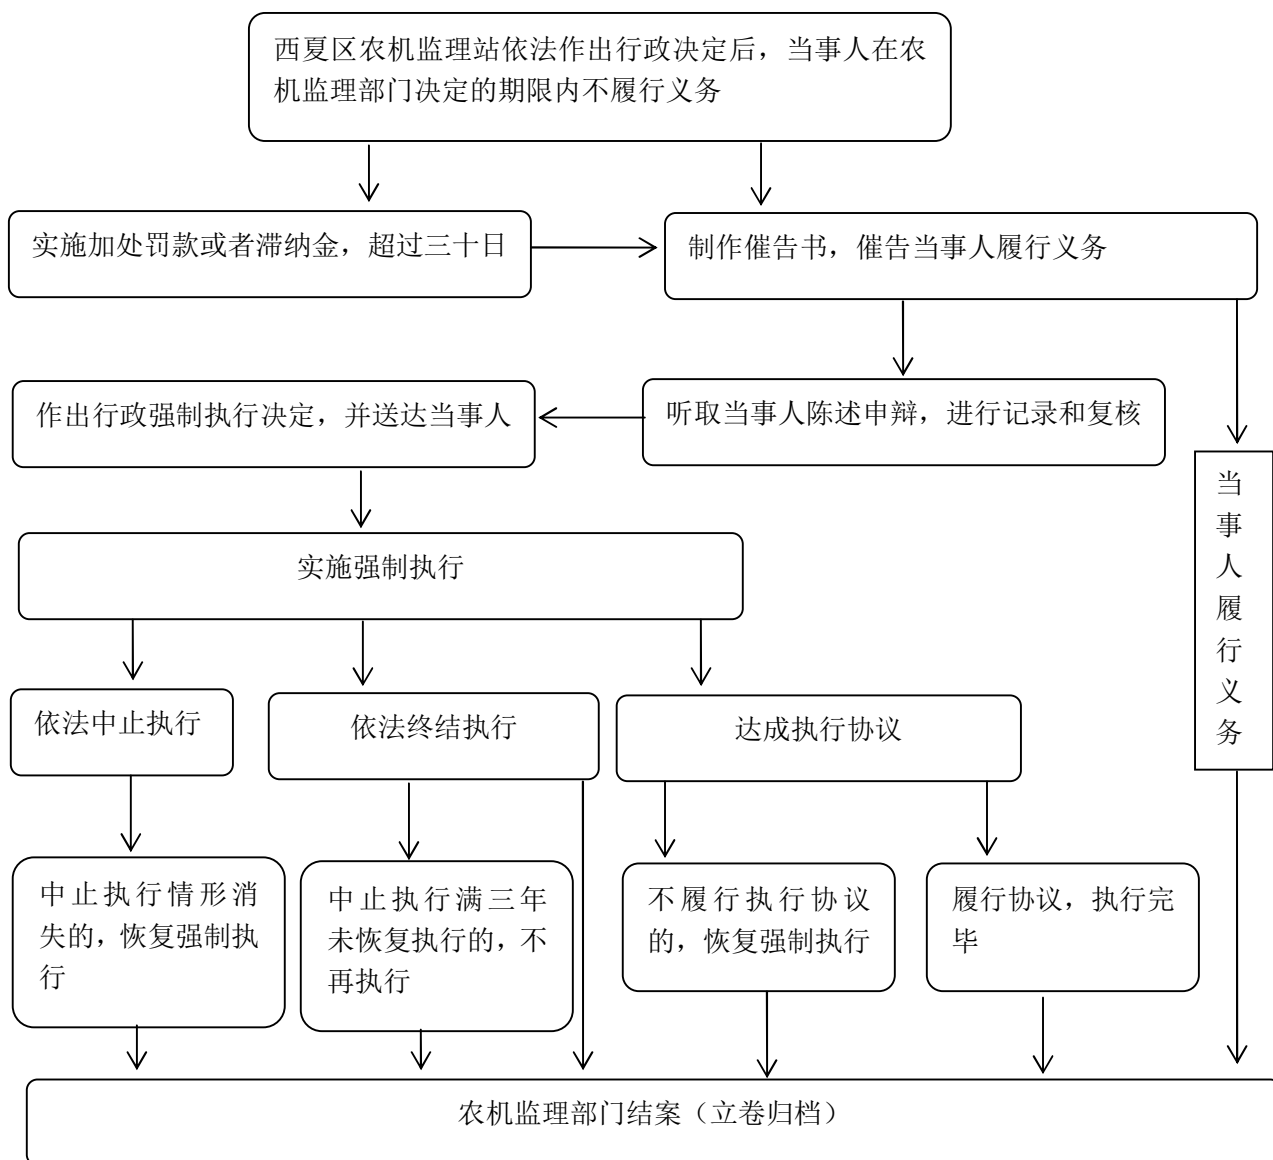 西夏区农机监理站依法作出行政决定后，当事人在农
机监理部门决定的期限内不履行义务
实施加处罚款或者滞纳金，超过三十日
制作催告书，催告当事人履行义务
作出行政强制执行决定，并送达当事人
听取当事人陈述申辩，进行记录和复核
当事人履行义务
实施强制执行
依法中止执行
依法终结执行
达成执行协议
中止执行情形消
失的，恢复强制执
行
中止执行满三年
未恢复执行的，不
再执行
不履行执行协议
的，恢复强制执行
履行协议，执行完
毕
农机监理部门结案（立卷归档）